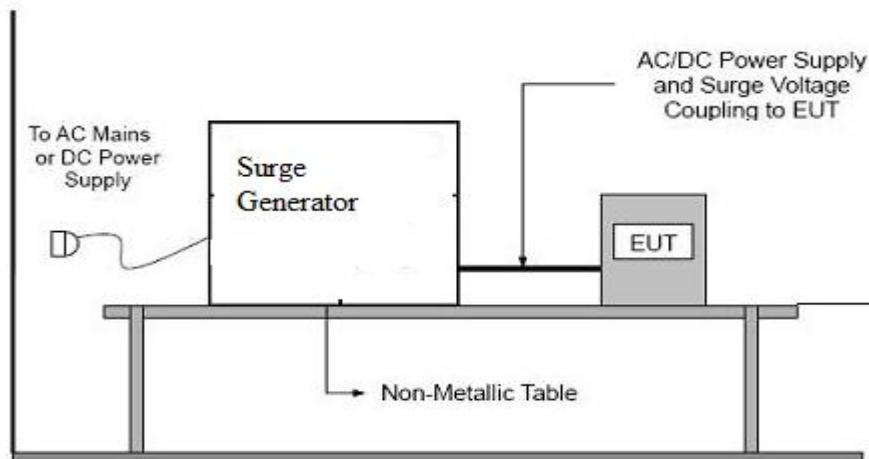 AC/DC Power Supply
and Surge Voltage
Coupling to EUT
To AC Mains
or DC Power
Supply
Surge
Generator
EUT
Non-Metallic Table